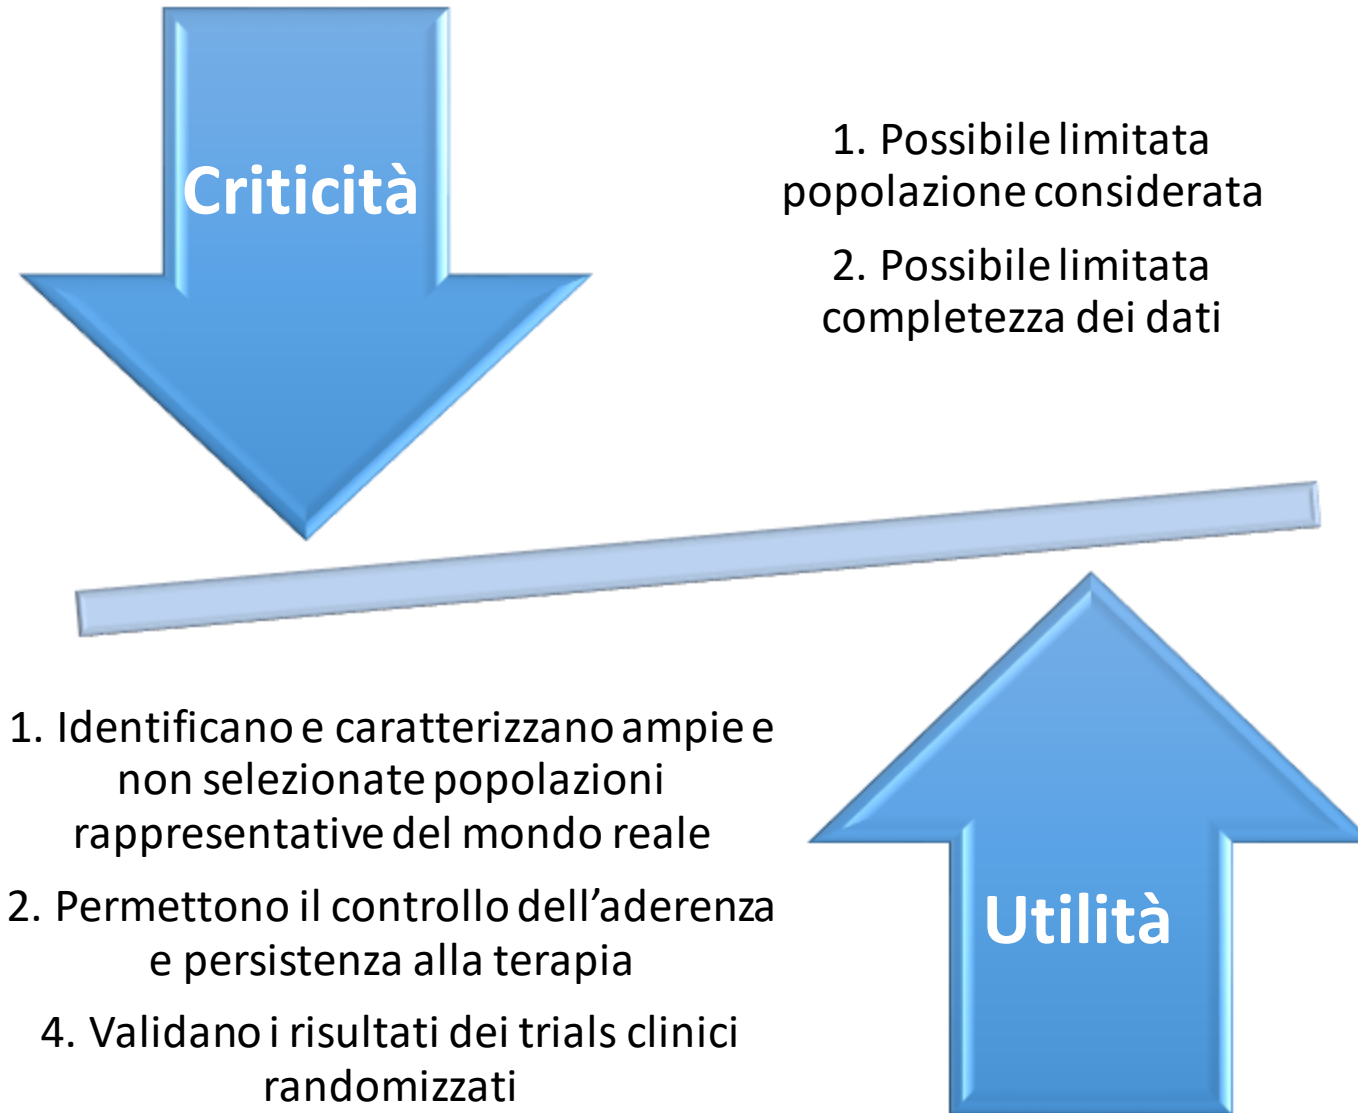 Criticità
1. Possibile limitata
popolazione considerata
2. Possibile limitata
completezza dei dati
1. Identificano e caratterizzano ampie e
non selezionate popolazioni
rappresentative del mondo reale
2. Permettono il controllo dell’aderenza
e persistenza alla terapia
4. Validano i risultati dei trials clinici
randomizzati
Utilità